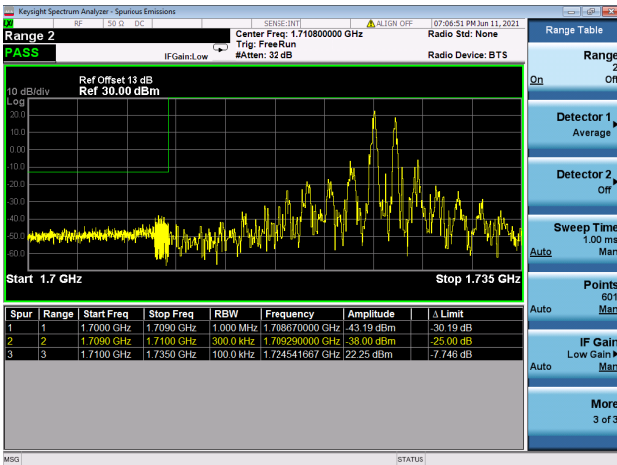 Keysight Spectrum Analyzer - Spurious Emissions
RF 50 Ω DC SENSE:INT ALIGN OFF 07:06:51 PM Jun 11, 2021
Range 2 Center Freq: 1.710800000 GHz Radio Std: None
Trig: Free Run
PASS IFGain:Low #Atten: 32 dB Radio Device: BTS
Ref Offset 13 dB
10 dB/div Ref 30.00 dBm
Log
20.0
10.0
0.00
-10.0
-20.0
-30.0
-40.0
-50.0
-60.0
Start 1.7 GHz Stop 1.735 GHz
Spur Range Start Freq Stop Freq RBW Frequency Amplitude Δ Limit
1 1 1.7000 GHz 1.7090 GHz 1.000 MHz 1.708670000 GHz -43.19 dBm -30.19 dB
2 2 1.7090 GHz 1.7100 GHz 300.0 kHz 1.709290000 GHz -38.00 dBm -25.00 dB
3 3 1.7100 GHz 1.7350 GHz 100.0 kHz 1.724541667 GHz 22.25 dBm -7.746 dB
MSG STATUS
Range Table
Range
2
On Off
Detector 1
Average
Detector 2
Off
Sweep Time
1.00 ms
Auto Man
Points
601
Auto Man
IF Gain
Low Gain
Auto Man
More
3 of 3